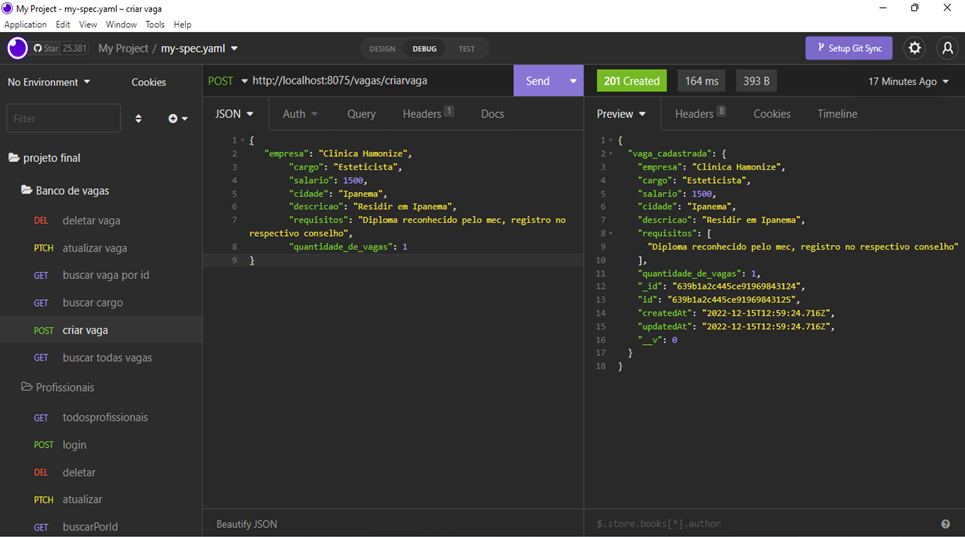 My Project - my-spec.yaml – criar vaga
Application Edit View Window Tools Help
Star 25.381 My Project / my-spec.yaml DESIGN DEBUG TEST Setup Git Sync
No Environment Cookies
Filter
projeto final
Banco de vagas
DEL deletar vaga
PTCH atualizar vaga
GET buscar vaga por id
GET buscar cargo
POST criar vaga
GET buscar todas vagas
Profissionais
GET todosprofissionais
POST login
DEL deletar
PTCH atualizar
GET buscarPorId
POST http://localhost:8075/vagas/criarvaga Send
JSON Auth Query Headers 1 Docs
1 {
2 "empresa": "Clinica Hamonize",
3 "cargo": "Esteticista",
4 "salario": 1500,
5 "cidade": "Ipanema",
6 "descricao": "Residir em Ipanema",
7 "requisitos": "Diploma reconhecido pelo mec, registro no
respectivo conselho",
8 "quantidade_de_vagas": 1
9 }
Beautify JSON
201 Created 164 ms 393 B 17 Minutes Ago
Preview Headers 8 Cookies Timeline
1 {
2 "vaga_cadastrada": {
3 "empresa": "Clinica Hamonize",
4 "cargo": "Esteticista",
5 "salario": 1500,
6 "cidade": "Ipanema",
7 "descricao": "Residir em Ipanema",
8 "requisitos": [
9 "Diploma reconhecido pelo mec, registro no respectivo conselho"
10 ],
11 "quantidade_de_vagas": 1,
12 "_id": "639b1a2c445ce91969843124",
13 "id": "639b1a2c445ce91969843125",
14 "createdAt": "2022-12-15T12:59:24.716Z",
15 "updatedAt": "2022-12-15T12:59:24.716Z",
16 "__v": 0
17 }
18 }
$.store.books[*].author